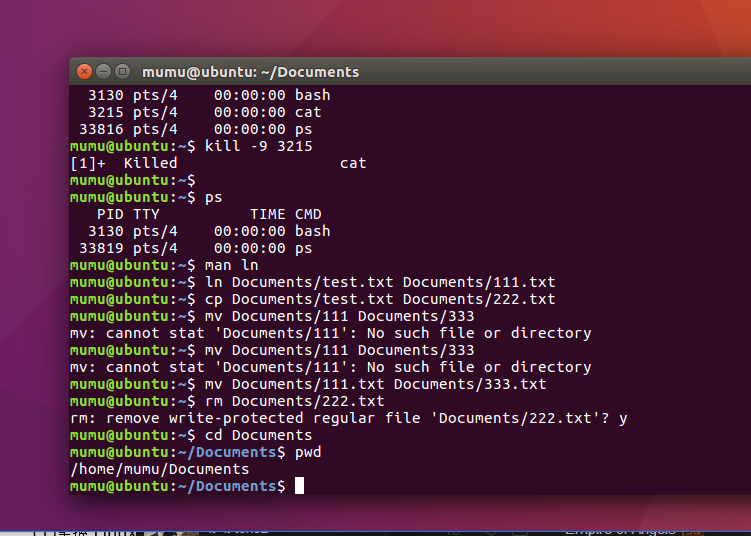 mumu@ubuntu: ~/Documents
3130 pts/4 00:00:00 bash
3215 pts/4 00:00:00 cat
33816 pts/4 00:00:00 ps
mumu@ubuntu:~$ kill -9 3215
[1]+ Killed cat
mumu@ubuntu:~$
mumu@ubuntu:~$ ps
PID TTY TIME CMD
3130 pts/4 00:00:00 bash
33819 pts/4 00:00:00 ps
mumu@ubuntu:~$ man ln
mumu@ubuntu:~$ ln Documents/test.txt Documents/111.txt
mumu@ubuntu:~$ cp Documents/test.txt Documents/222.txt
mumu@ubuntu:~$ mv Documents/111 Documents/333
mv: cannot stat 'Documents/111': No such file or directory
mumu@ubuntu:~$ mv Documents/111 Documents/333
mv: cannot stat 'Documents/111': No such file or directory
mumu@ubuntu:~$ mv Documents/111.txt Documents/333.txt
mumu@ubuntu:~$ rm Documents/222.txt
rm: remove write-protected regular file 'Documents/222.txt'? y
mumu@ubuntu:~$ cd Documents
mumu@ubuntu:~/Documents$ pwd
/home/mumu/Documents
mumu@ubuntu:~/Documents$
Empire of Angels